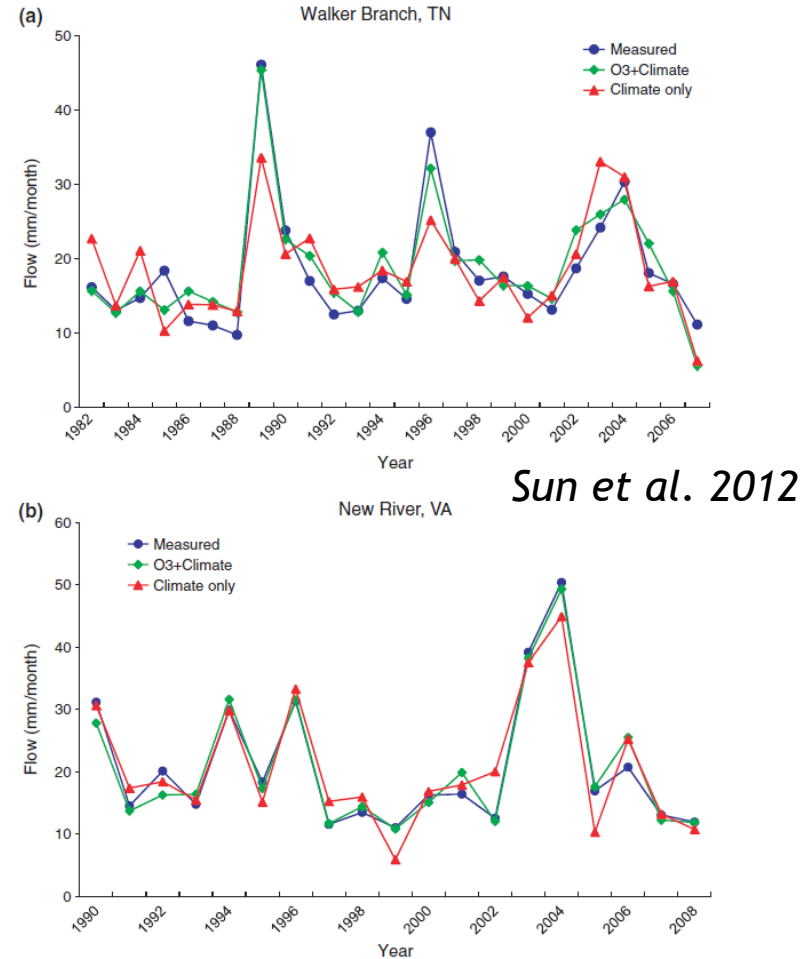 (a)
Walker Branch, TN
Measured
O3+Climate
Climate only
Flow (mm/month)
50
40
30
20
10
0
1982 1984 1986 1988 1990 1992 1994 1996 1998 2000 2002 2004 2006
Year
Sun et al. 2012
(b)
New River, VA
Measured
O3+Climate
Climate only
Flow (mm/month)
60
50
40
30
20
10
0
1990 1992 1994 1996 1998 2000 2002 2004 2006 2008
Year